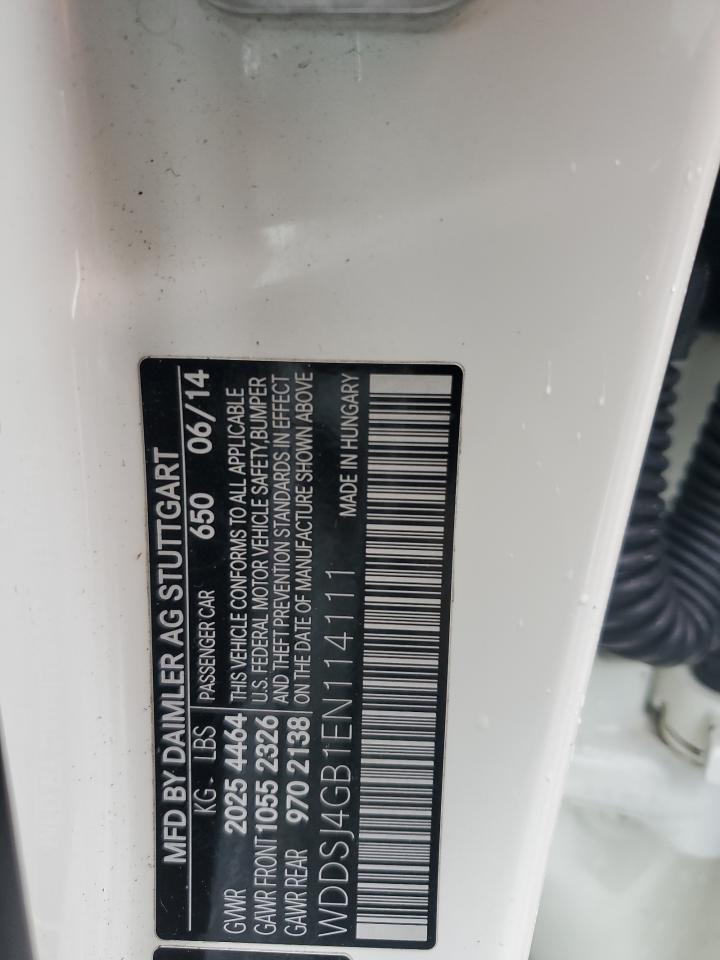 MFD BY DAIMLER AG STUTTGART
KG LBS PASSENGER CAR 650 06/14
GVWR 2025 4464 THIS VEHICLE CONFORMS TO ALL APPLICABLE
GAWR FRONT 1055 2326 U.S. FEDERAL MOTOR VEHICLE SAFETY, BUMPER
GAWR REAR 970 2138 AND THEFT PREVENTION STANDARDS IN EFFECT
ON THE DATE OF MANUFACTURE SHOWN ABOVE
WDDSJ4GB1EN114111 MADE IN HUNGARY